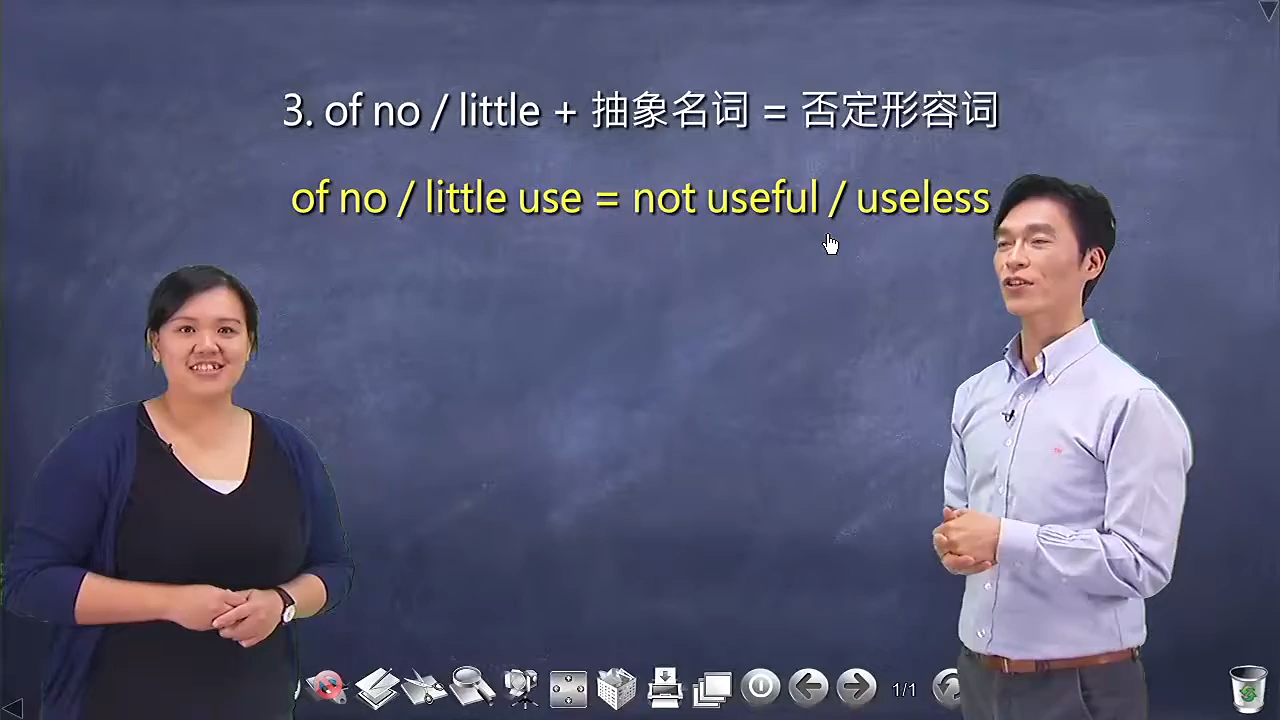 3. of no / little + 抽象名词 = 否定形容词
of no / little use = not useful / useless
1/1